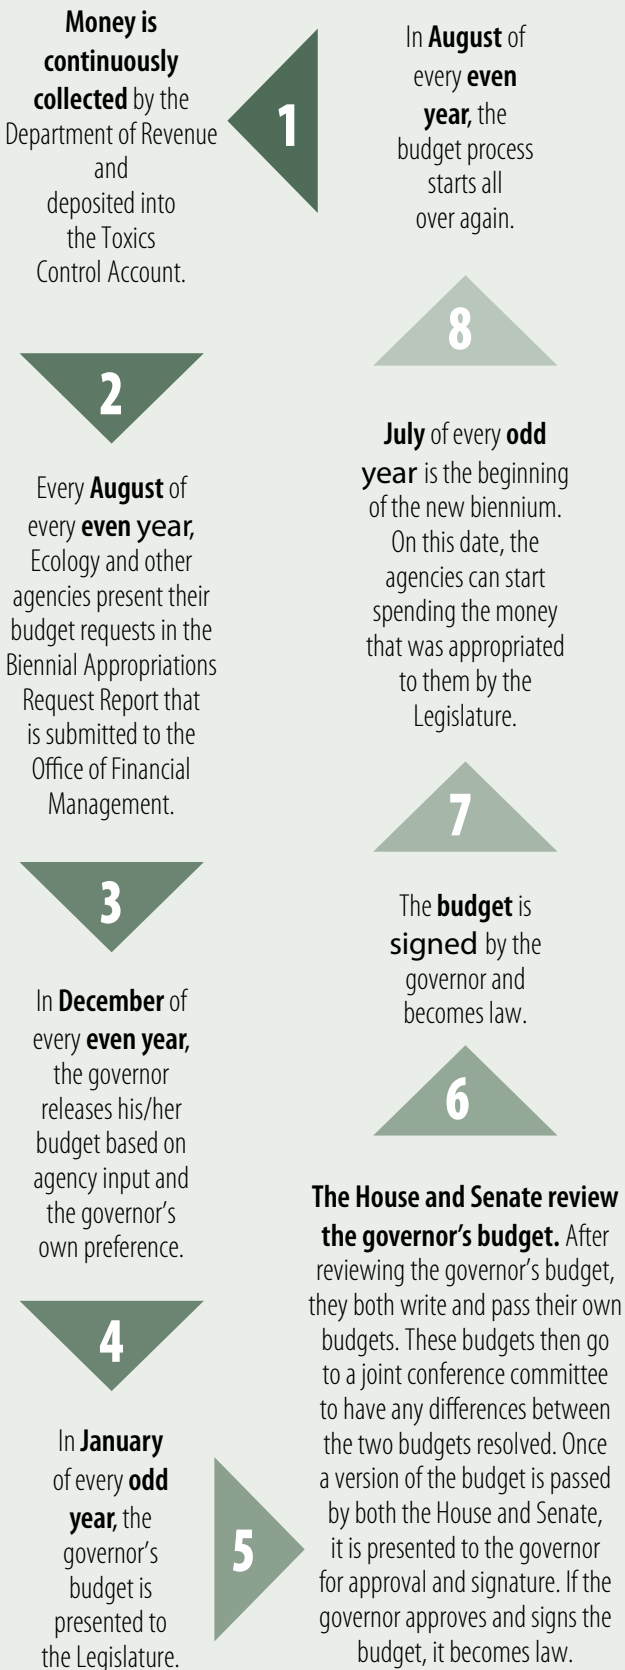 1
Money is
continuously
collected by the
Department of Revenue
and
deposited into
the Toxics
Control Account.
2
Every August of
every even year,
Ecology and other
agencies present their
budget requests in the
Biennial Appropriations
Request Report that
is submitted to the
Office of Financial
Management.
3
In December of
every even year,
the governor
releases his/her
budget based on
agency input and
the governor's
own preference.
4
In January
of every odd
year, the
governor's
budget is
presented to
the Legislature.
5
The House and Senate review
the governor's budget. After
reviewing the governor's budget,
they both write and pass their own
budgets. These budgets then go
to a joint conference committee
to have any differences between
the two budgets resolved. Once
a version of the budget is passed
by both the House and Senate,
it is presented to the governor
for approval and signature. If the
governor approves and signs the
budget, it becomes law.
6
The budget is
signed by the
governor and
becomes law.
7
July of every odd
year is the beginning
of the new biennium.
On this date, the
agencies can start
spending the money
that was appropriated
to them by the
Legislature.
8
In August of
every even
year, the
budget process
starts all
over again.